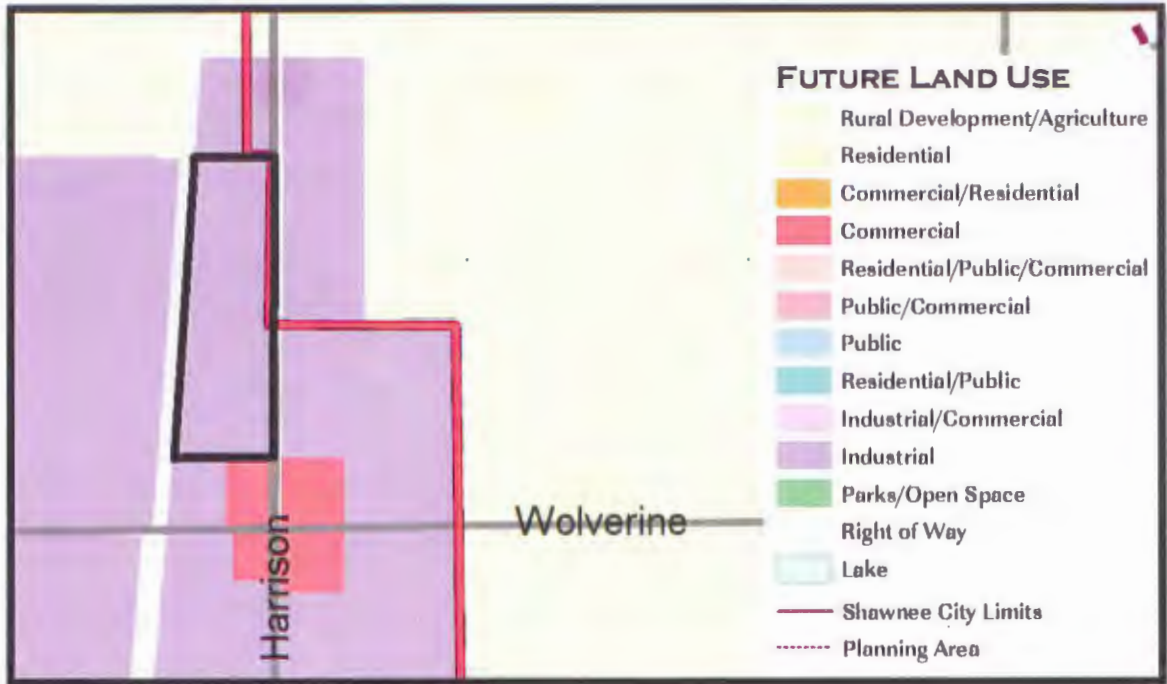 FUTURE LAND USE
Rural Development/Agriculture
Residential
Commercial/Residential
Commercial
Residential/Public/Commercial
Public/Commercial
Public
Residential/Public
Industrial/Commercial
Industrial
Parks/Open Space
Right of Way
Lake
Shawnee City Limits
Planning Area
Wolverine
Harrison